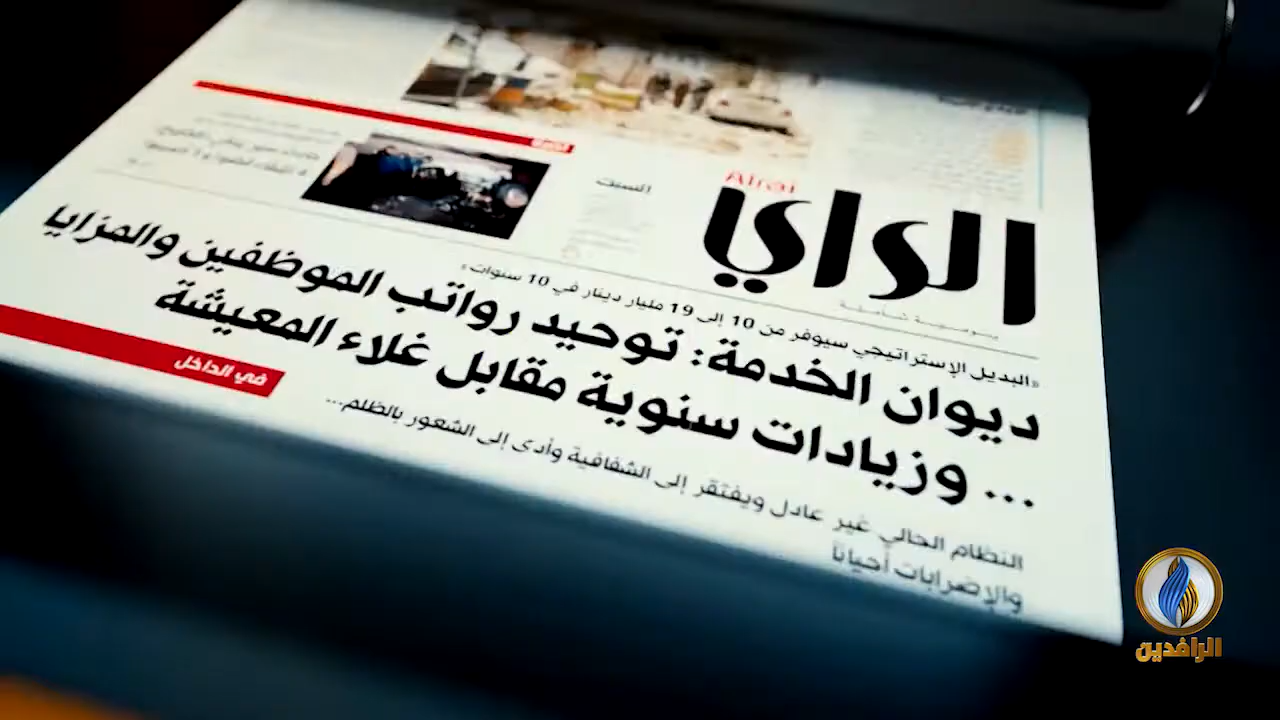 Alrai
الراي
يــومـيــة شـامـلـة
السبت
«البديل الإستراتيجي سيوفر من 10 إلى 19 مليار دينار في 10 سنوات»
ديوان الخدمة: توحيد رواتب الموظفين والمزايا
... وزيادات سنوية مقابل غلاء المعيشة
في الداخل
النظام الحالي غير عادل ويفتقر إلى الشفافية وأدى إلى الشعور بالظلم...
والإضرابات أحياناً
الرافدين